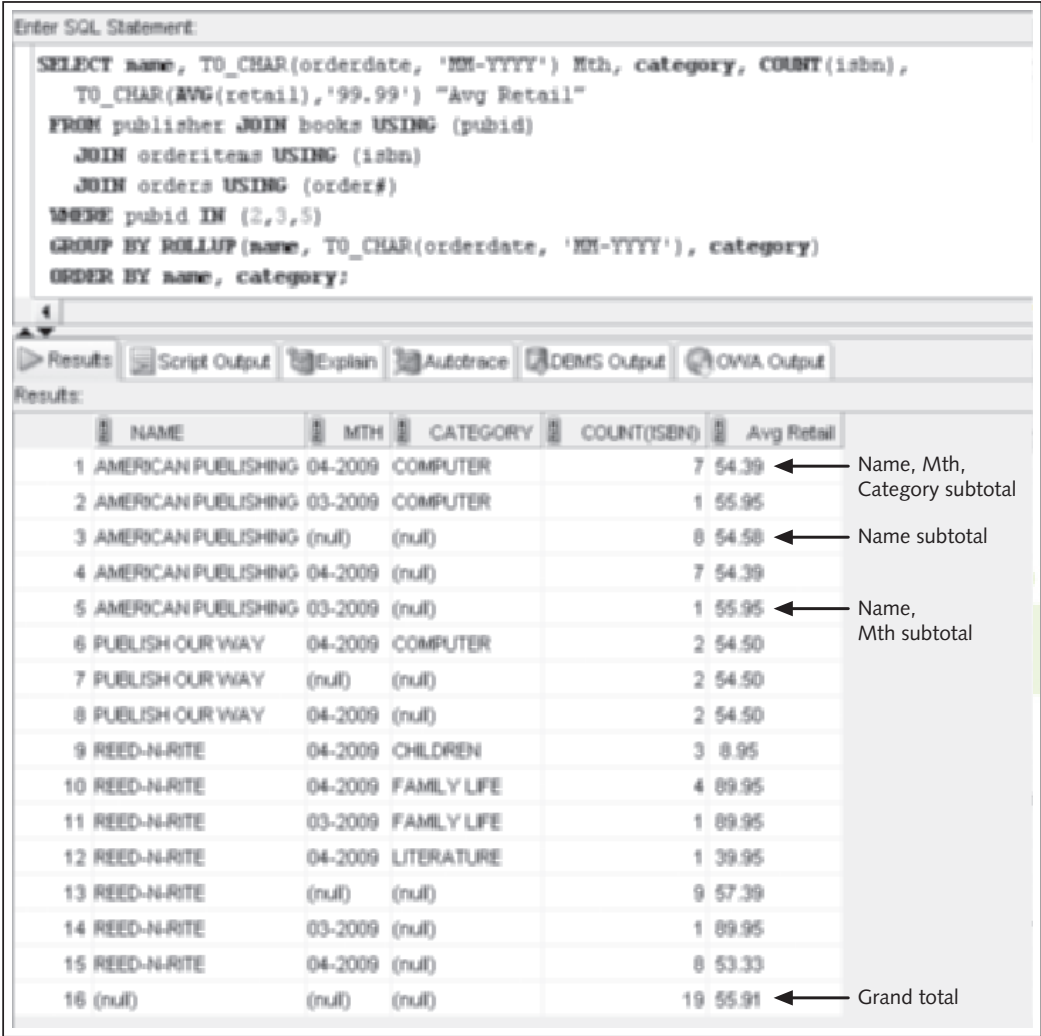 Enter SQL Statement:
SELECT name, TO_CHAR(orderdate, 'MM-YYYY') Mth, category, COUNT(isbn),
TO_CHAR(AVG(retail),'99.99') "Avg Retail"
FROM publisher JOIN books USING (pubid)
JOIN orderitems USING (isbn)
JOIN orders USING (order#)
WHERE pubid IN (2,3,5)
GROUP BY ROLLUP(name, TO_CHAR(orderdate, 'MM-YYYY'), category)
ORDER BY name, category;
Results Script Output Explain Autotrace DBMS Output OWA Output
Results:
NAME MTH CATEGORY COUNT(ISBN) Avg Retail
1 AMERICAN PUBLISHING 04-2009 COMPUTER 7 54.39 Name, Mth,
Category subtotal
2 AMERICAN PUBLISHING 03-2009 COMPUTER 1 55.95
3 AMERICAN PUBLISHING (null) (null) 8 54.58 Name subtotal
4 AMERICAN PUBLISHING 04-2009 (null) 7 54.39
5 AMERICAN PUBLISHING 03-2009 (null) 1 55.95 Name,
Mth subtotal
6 PUBLISH OUR WAY 04-2009 COMPUTER 2 54.50
7 PUBLISH OUR WAY (null) (null) 2 54.50
8 PUBLISH OUR WAY 04-2009 (null) 2 54.50
9 REED-N-RITE 04-2009 CHILDREN 3 8.95
10 REED-N-RITE 04-2009 FAMILY LIFE 4 89.95
11 REED-N-RITE 03-2009 FAMILY LIFE 1 89.95
12 REED-N-RITE 04-2009 LITERATURE 1 39.95
13 REED-N-RITE (null) (null) 9 57.39
14 REED-N-RITE 03-2009 (null) 1 89.95
15 REED-N-RITE 04-2009 (null) 8 53.33
16 (null) (null) (null) 19 55.91 Grand total